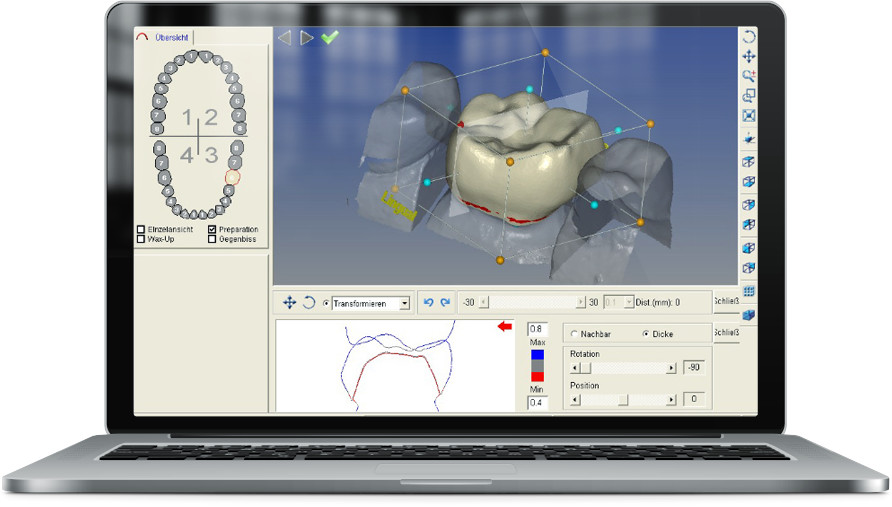 Übersicht
1 2
4 3
Einzelansicht
Preparation
Wax-Up
Gegenbiss
Lingual
Transformieren
-30
30
0.1
Dist.(mm): 0
Schließ
0.8
Max
Min
0.4
Nachbar
Dicke
Schließ
Rotation
-90
Position
0